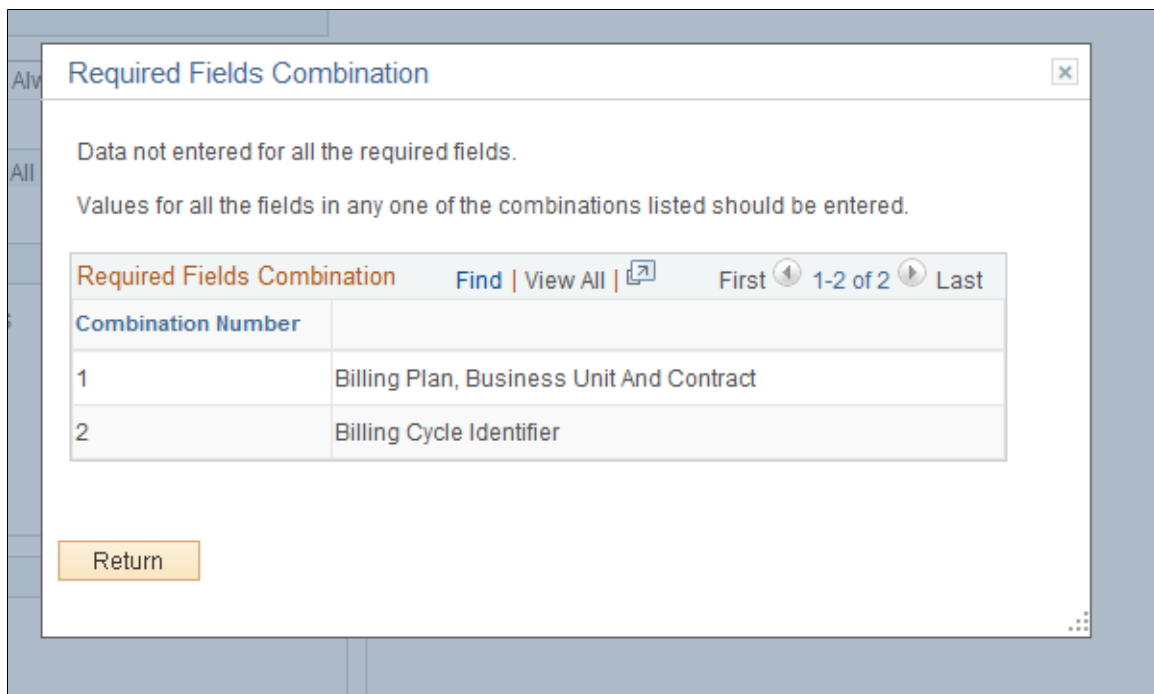 Required Fields Combination
Alw
Data not entered for all the required fields.
All
Values for all the fields in any one of the combinations listed should be entered.
Required Fields Combination Find | View All | First 1-2 of 2 Last
Combination Number
1 Billing Plan, Business Unit And Contract
2 Billing Cycle Identifier
Return